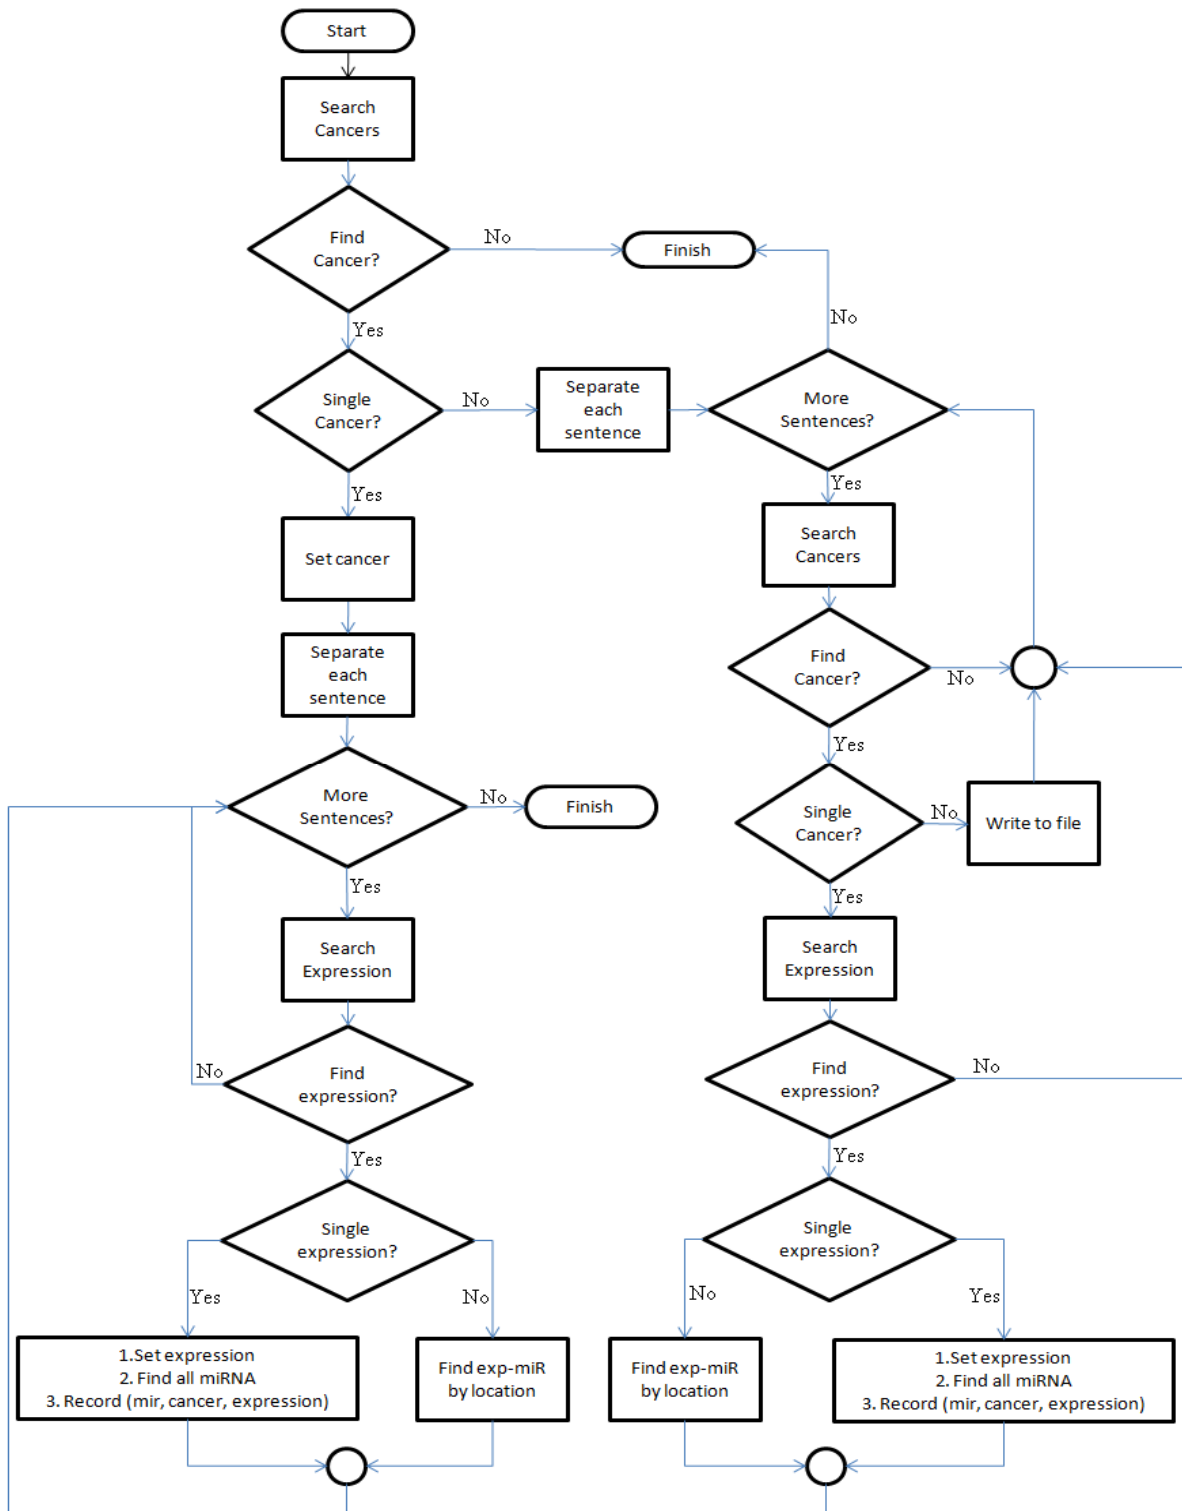 Start
Search
Cancers
Find
Cancer?
No
Finish
Yes
No
Single
Cancer?
No
Separate
each
sentence
More
Sentences?
Yes
Yes
Set cancer
Search
Cancers
Separate
each
sentence
Find
Cancer?
No
Yes
More
Sentences?
No
Finish
Single
Cancer?
No
Write to file
Yes
Yes
Search
Expression
Search
Expression
No
Find
expression?
Find
expression?
No
Yes
Yes
Single
expression?
Single
expression?
Yes
No
No
Yes
1.Set expression
2. Find all miRNA
3. Record (mir, cancer, expression)
Find exp-miR
by location
Find exp-miR
by location
1.Set expression
2. Find all miRNA
3. Record (mir, cancer, expression)